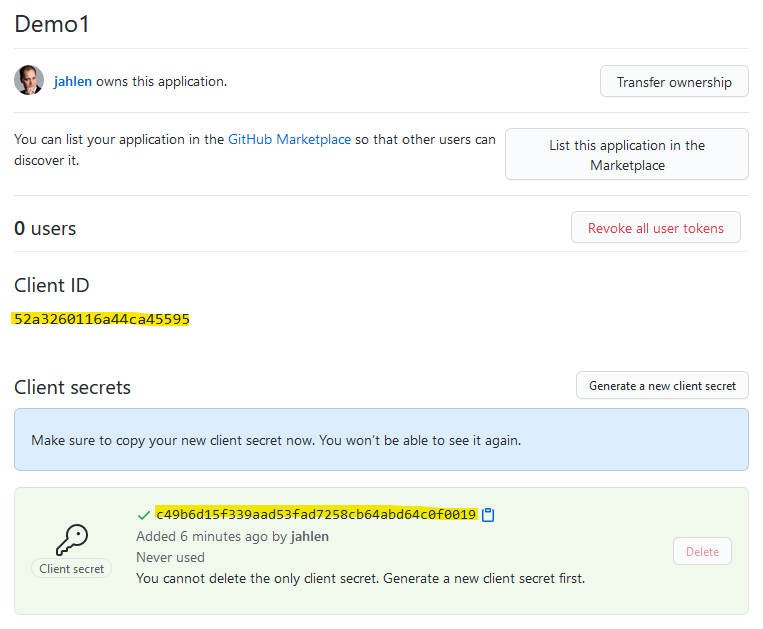 Demo1
jahlen owns this application.
Transfer ownership
You can list your application in the GitHub Marketplace so that other users can
discover it.
List this application in the
Marketplace
0 users
Revoke all user tokens
Client ID
52a3260116a44ca45595
Client secrets
Generate a new client secret
Make sure to copy your new client secret now. You won’t be able to see it again.
c49b6d15f339aad53fad7258cb64abd64c0f0019
Added 6 minutes ago by jahlen
Never used
You cannot delete the only client secret. Generate a new client secret first.
Client secret
Delete